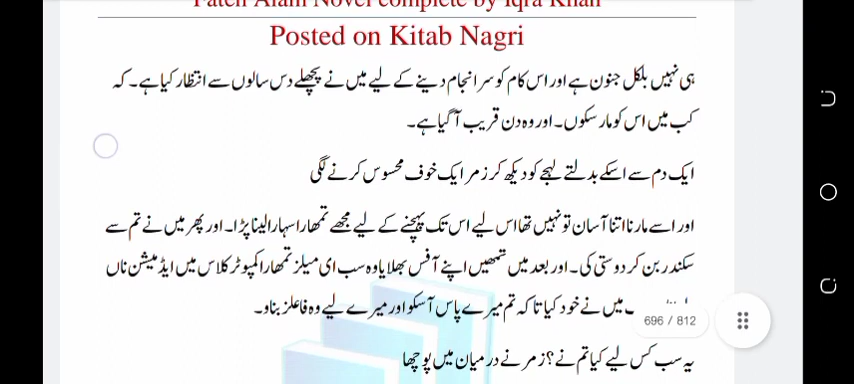 Fateh Alam Novel complete by Iqra Khan
Posted on Kitab Nagri
ہی نہیں بلکل جنون ہے اور اس کام کو سر انجام دینے کے لیے میں نے پچھلے دس سالوں سے انتظار کیا ہے۔ کہ
کب میں اس کو مار سکوں۔ اور وہ دن قریب آ گیا ہے۔
ایک دم سے اسکے بدلتے لہجے کو دیکھ کر زمر ایک خوف محسوس کرنے لگی
اور اسے مارنا اتنا آسان تو نہیں تھا اس لیے اس تک پہنچنے کے لیے مجھے تمھارا سہارا لینا پڑا۔ اور پھر میں نے تم سے
سکندر بن کر دوستی کی۔ اور بعد میں تمھیں اپنے آفس بھلایا وہ سب ای میلز تمھارا کمپوٹر کلاس میں ایڈمیشن ناں
میں نے خود کیا تا کہ تم میرے پاس آسکو اور میرے لیے وہ فاعلز بناو۔
696 / 812
یہ سب کس لیے کیا تم نے؟ زمر نے درمیان میں پوچھا